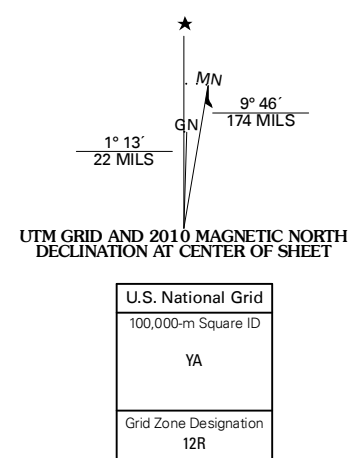 ★
MN
9° 46´
174 MILS
GN
1° 13´
22 MILS
UTM GRID AND 2010 MAGNETIC NORTH
DECLINATION AT CENTER OF SHEET
U.S. National Grid
100,000-m Square ID
YA
Grid Zone Designation
12R